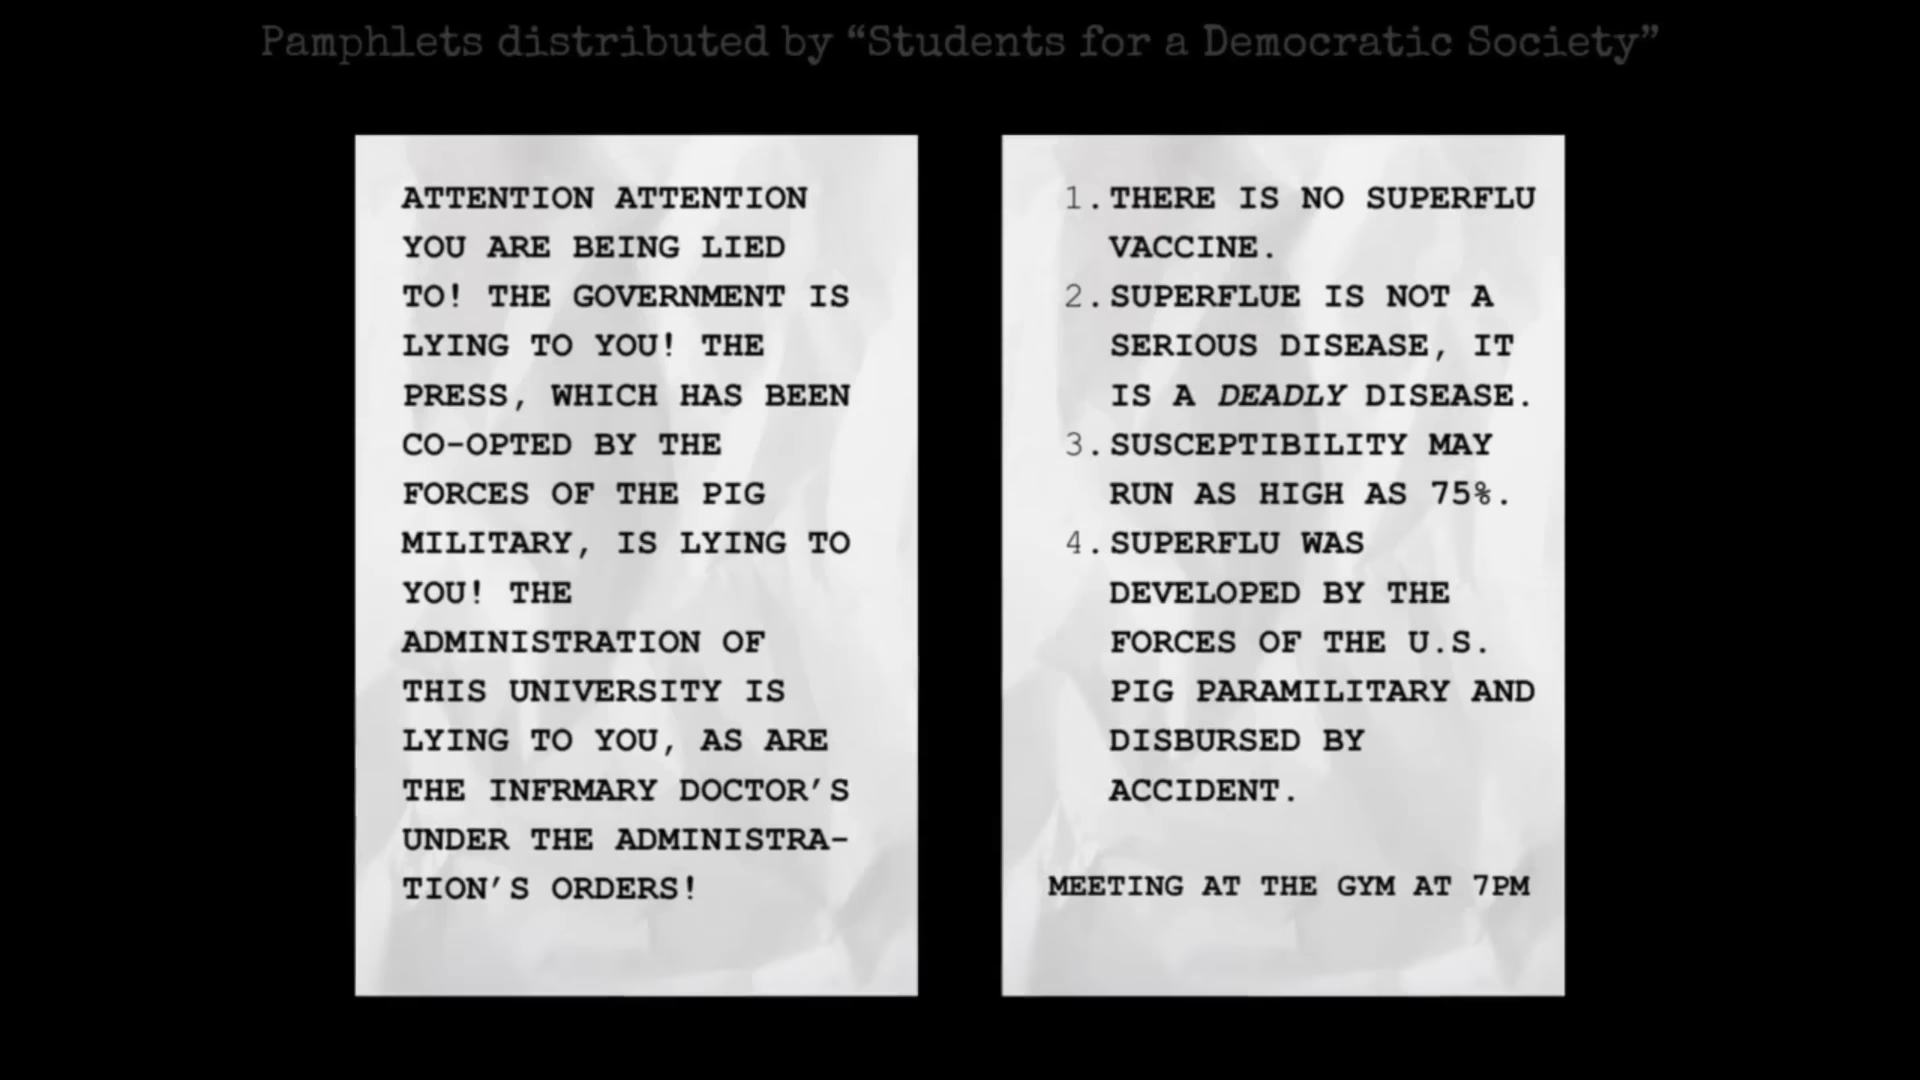 Pamphlets distributed by “Students for a Democratic Society”
ATTENTION ATTENTION
YOU ARE BEING LIED
TO! THE GOVERNMENT IS
LYING TO YOU! THE
PRESS, WHICH HAS BEEN
CO-OPTED BY THE
FORCES OF THE PIG
MILITARY, IS LYING TO
YOU! THE
ADMINISTRATION OF
THIS UNIVERSITY IS
LYING TO YOU, AS ARE
THE INFRMARY DOCTOR’S
UNDER THE ADMINISTRA-
TION’S ORDERS!
1. THERE IS NO SUPERFLU
VACCINE.
2. SUPERFLUE IS NOT A
SERIOUS DISEASE, IT
IS A DEADLY DISEASE.
3. SUSCEPTIBILITY MAY
RUN AS HIGH AS 75%.
4. SUPERFLU WAS
DEVELOPED BY THE
FORCES OF THE U.S.
PIG PARAMILITARY AND
DISBURSED BY
ACCIDENT.
MEETING AT THE GYM AT 7PM